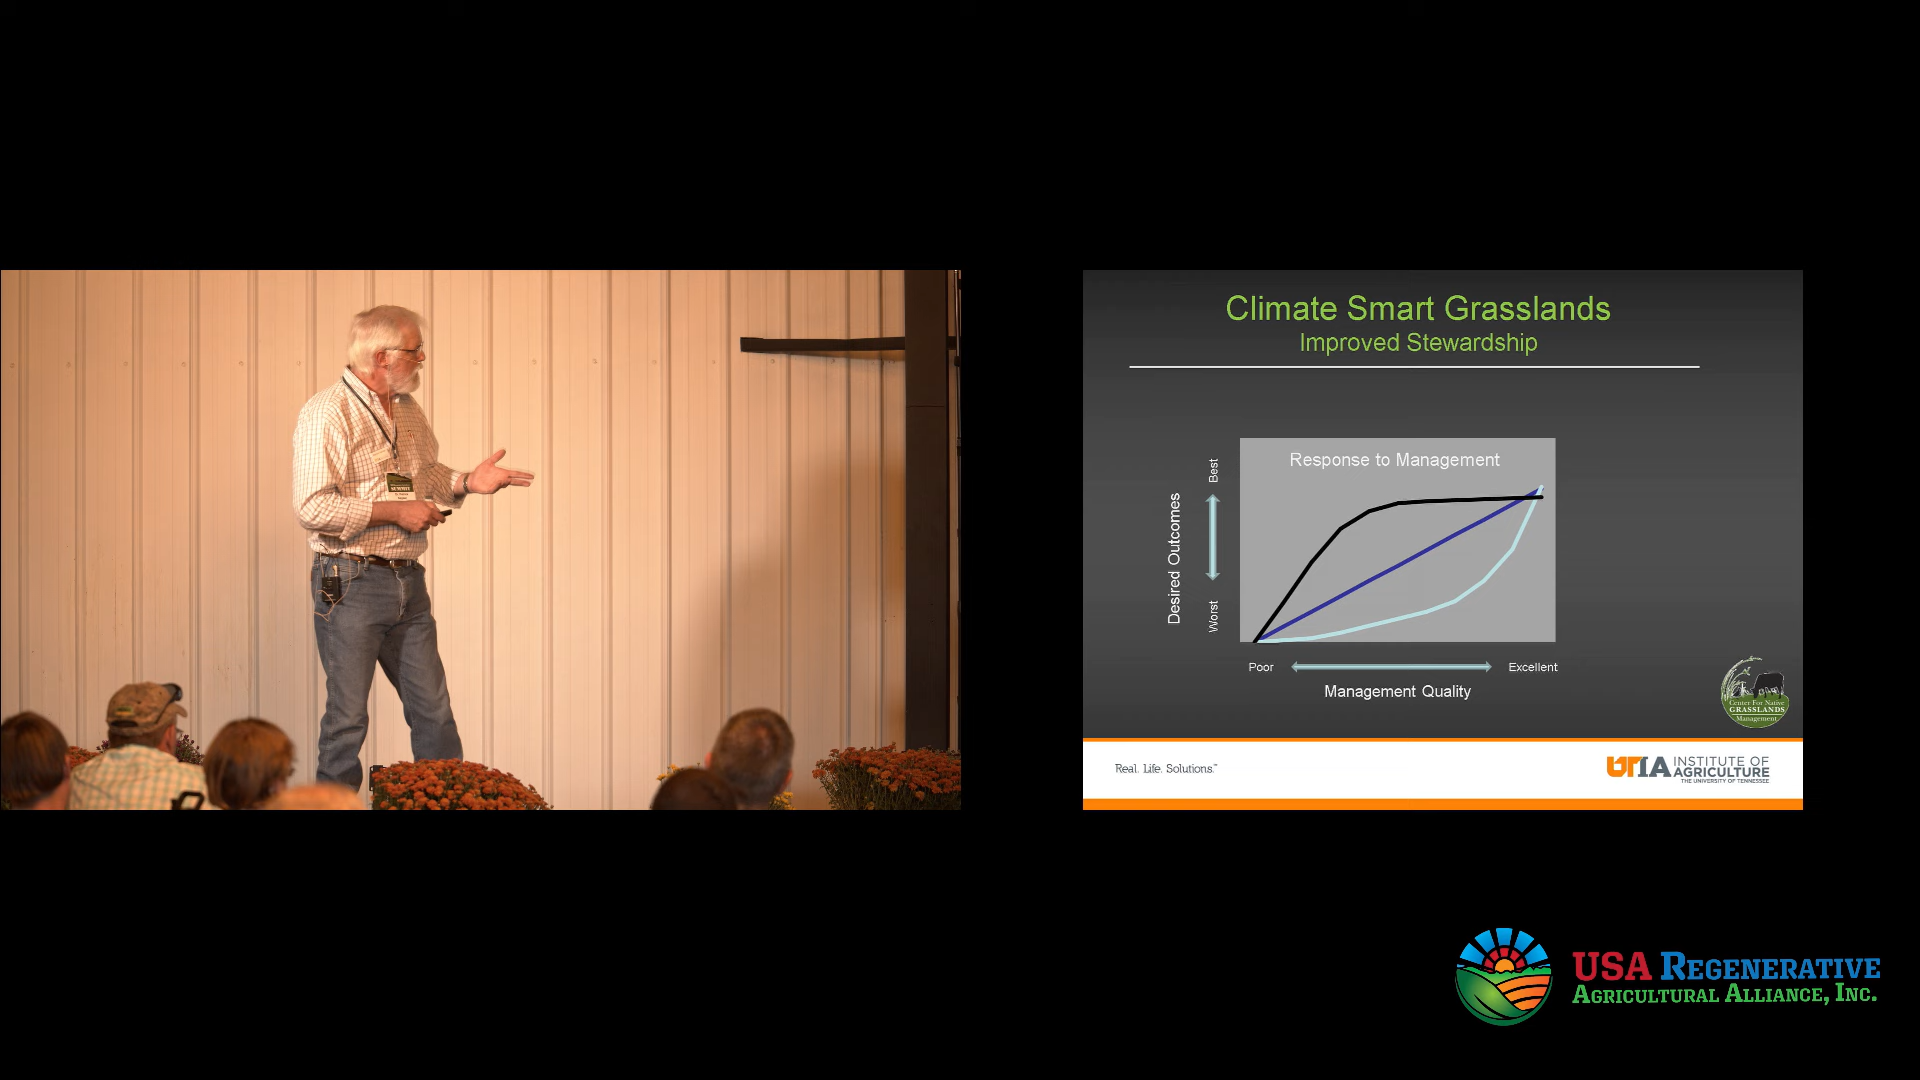 SUMMIT
Climate Smart Grasslands
Improved Stewardship
Response to Management
Desired Outcomes
Best
Worst
Poor
Excellent
Management Quality
Center For Native
GRASSLANDS
Management
Real. Life. Solutions.™
UTIA INSTITUTE OF
AGRICULTURE
THE UNIVERSITY OF TENNESSEE
USA REGENERATIVE
AGRICULTURAL ALLIANCE, INC.